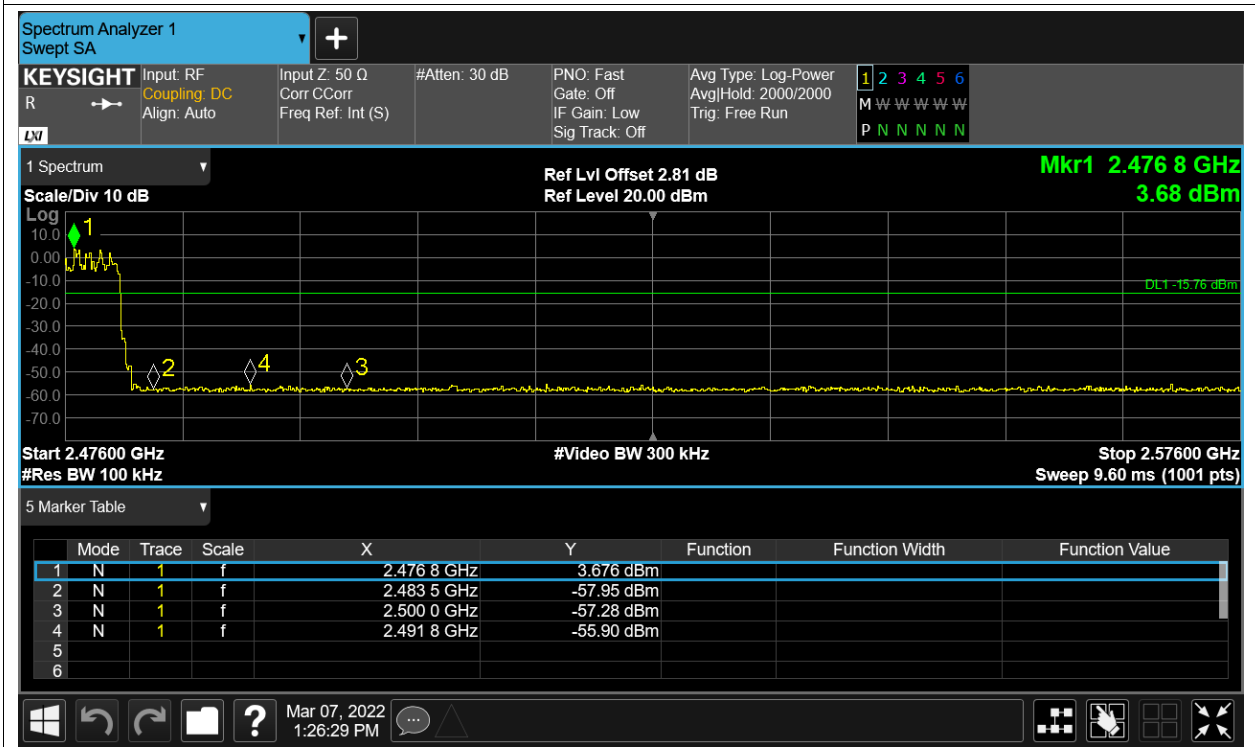 Spectrum Analyzer 1
Swept SA
KEYSIGHT Input: RF Input Z: 50 Ω #Atten: 30 dB PNO: Fast Avg Type: Log-Power 1 2 3 4 5 6
R Coupling: DC Corr CCorr Gate: Off Avg|Hold: 2000/2000 M W W W W W
Align: Auto Freq Ref: Int (S) IF Gain: Low Trig: Free Run
LXI Sig Track: Off P N N N N N
1 Spectrum Ref Lvl Offset 2.81 dB Mkr1 2.476 8 GHz
Scale/Div 10 dB Ref Level 20.00 dBm 3.68 dBm
Log
10.0
0.00
-10.0
-20.0
-30.0
-40.0
-50.0
-60.0
-70.0
1
DL1 -15.76 dBm
2 4 3
Start 2.47600 GHz #Video BW 300 kHz Stop 2.57600 GHz
#Res BW 100 kHz Sweep 9.60 ms (1001 pts)
5 Marker Table
Mode Trace Scale X Y Function Function Width Function Value
1 N 1 f 2.476 8 GHz 3.676 dBm
2 N 1 f 2.483 5 GHz -57.95 dBm
3 N 1 f 2.500 0 GHz -57.28 dBm
4 N 1 f 2.491 8 GHz -55.90 dBm
5
6
? Mar 07, 2022
1:26:29 PM